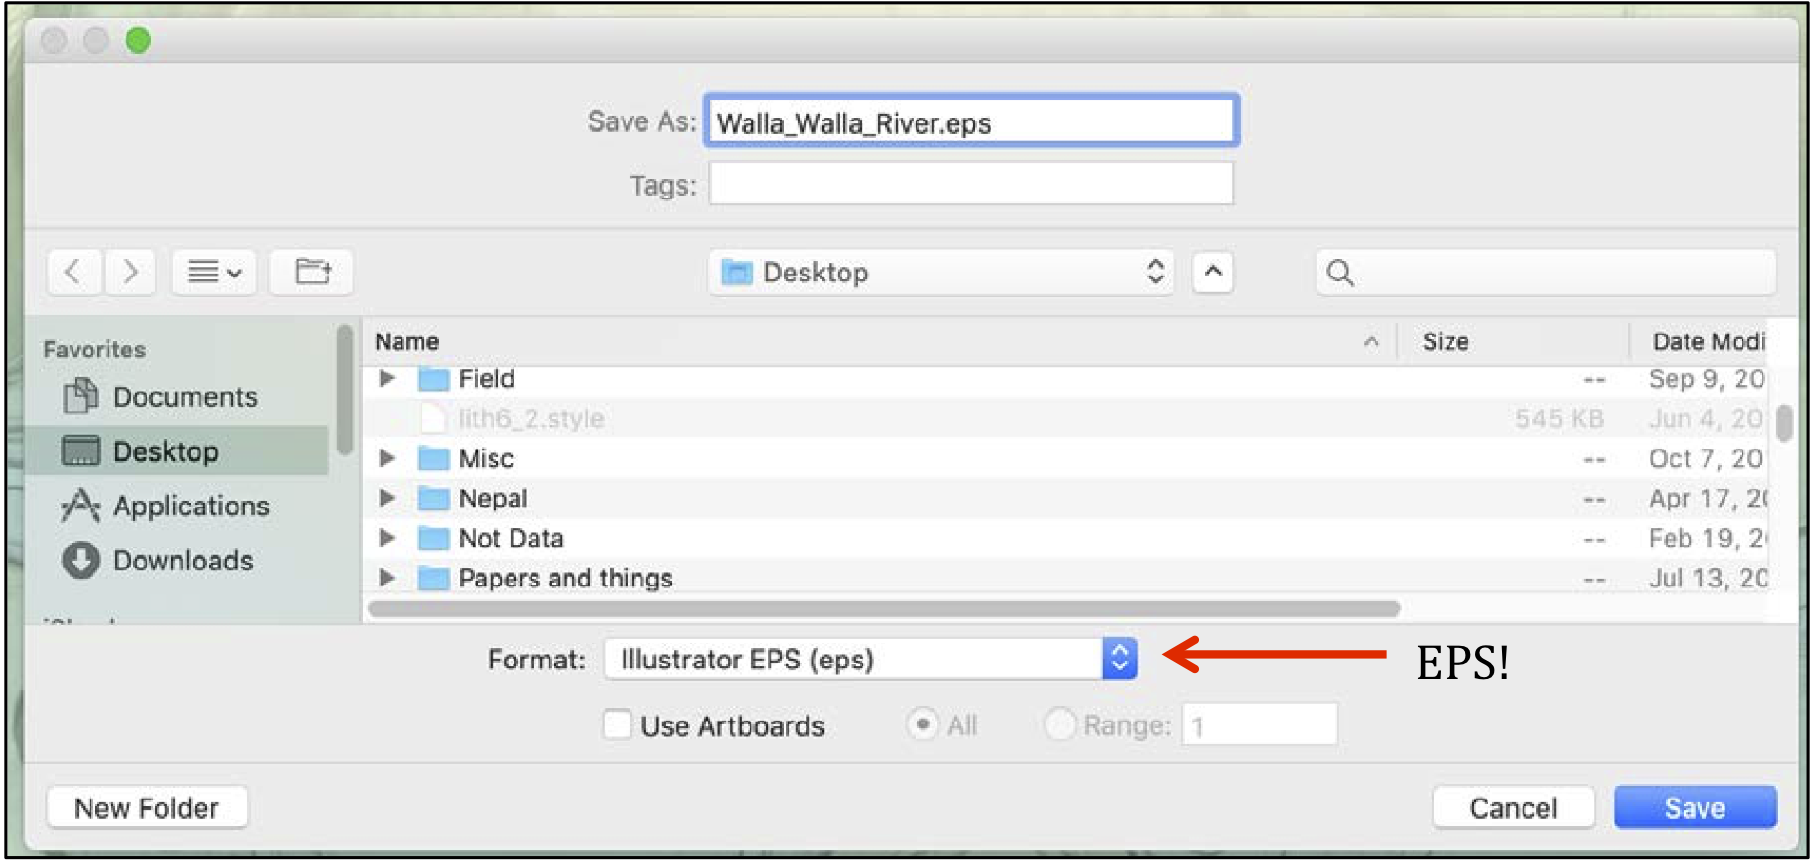 Save As: Walla_Walla_River.eps
Tags:
Desktop
Favorites
Documents
Desktop
Applications
Downloads
Name Size Date Modi
Field -- Sep 9, 20
lith6_2.style 545 KB Jun 4, 20
Misc -- Oct 7, 20
Nepal -- Apr 17, 20
Not Data -- Feb 19, 2
Papers and things -- Jul 13, 20
Format: Illustrator EPS (eps) EPS!
Use Artboards All Range: 1
New Folder Cancel Save